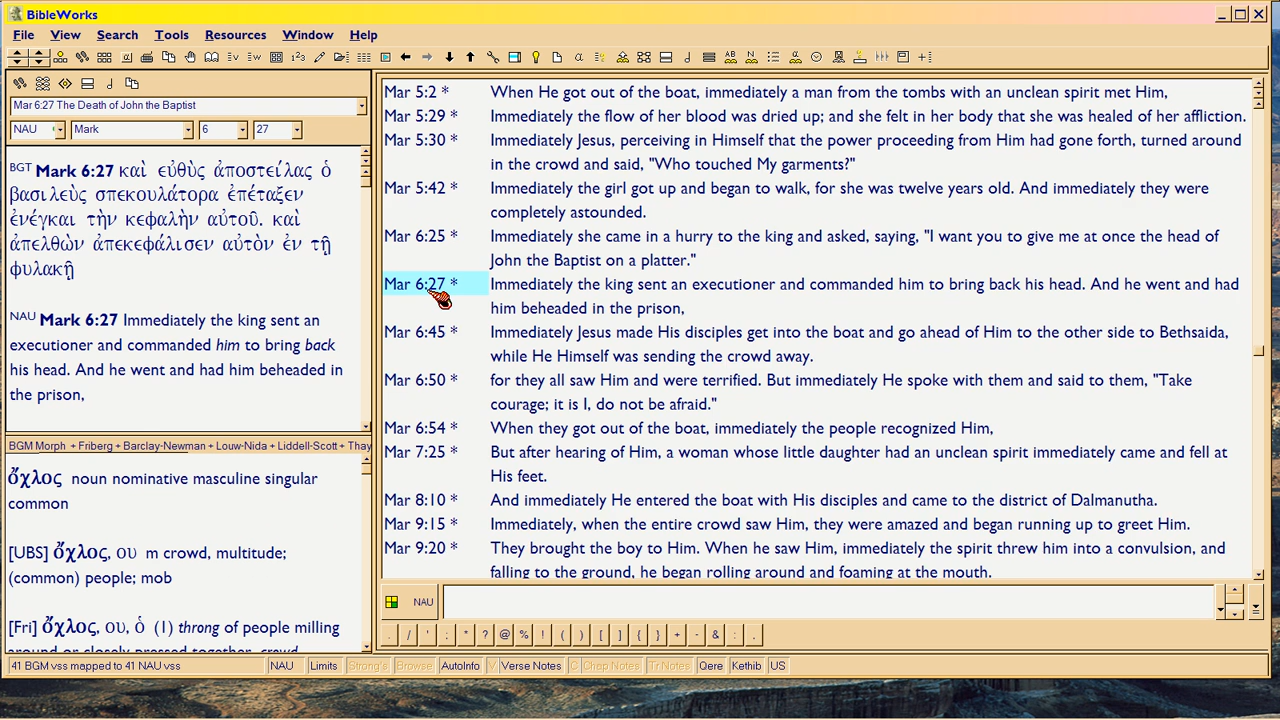 BibleWorks
File View Search Tools Resources Window Help
Mar 6:27 The Death of John the Baptist
NAU Mark 6 27
BGT Mark 6:27 καὶ εὐθὺς ἀποστείλας ὁ
βασιλεὺς σπεκουλάτορα ἐπέταξεν
ἐνέγκαι τὴν κεφαλὴν αὐτοῦ. καὶ
ἀπελθὼν ἀπεκεφάλισεν αὐτὸν ἐν τῇ
φυλακῇ
NAU Mark 6:27 Immediately the king sent an
executioner and commanded him to bring back
his head. And he went and had him beheaded in
the prison,
BGM Morph + Friberg + Barclay-Newman + Louw-Nida + Liddell-Scott + Thay
ὄχλος noun nominative masculine singular
common
[UBS] ὄχλος, ου m crowd, multitude;
(common) people; mob
[Fri] ὄχλος, ου, ὁ (1) throng of people milling
around or closely pressed together, crowd
Mar 5:2 * When He got out of the boat, immediately a man from the tombs with an unclean spirit met Him,
Mar 5:29 * Immediately the flow of her blood was dried up; and she felt in her body that she was healed of her affliction.
Mar 5:30 * Immediately Jesus, perceiving in Himself that the power proceeding from Him had gone forth, turned around
in the crowd and said, "Who touched My garments?"
Mar 5:42 * Immediately the girl got up and began to walk, for she was twelve years old. And immediately they were
completely astounded.
Mar 6:25 * Immediately she came in a hurry to the king and asked, saying, "I want you to give me at once the head of
John the Baptist on a platter."
Mar 6:27 * Immediately the king sent an executioner and commanded him to bring back his head. And he went and had
him beheaded in the prison,
Mar 6:45 * Immediately Jesus made His disciples get into the boat and go ahead of Him to the other side to Bethsaida,
while He Himself was sending the crowd away.
Mar 6:50 * for they all saw Him and were terrified. But immediately He spoke with them and said to them, "Take
courage; it is I, do not be afraid."
Mar 6:54 * When they got out of the boat, immediately the people recognized Him,
Mar 7:25 * But after hearing of Him, a woman whose little daughter had an unclean spirit immediately came and fell at
His feet.
Mar 8:10 * And immediately He entered the boat with His disciples and came to the district of Dalmanutha.
Mar 9:15 * Immediately, when the entire crowd saw Him, they were amazed and began running up to greet Him.
Mar 9:20 * They brought the boy to Him. When he saw Him, immediately the spirit threw him into a convulsion, and
falling to the ground, he began rolling around and foaming at the mouth.
NAU
. / ' ; * ? @ % ! ( ) [ ] { } + - & : .
41 BGM vss mapped to 41 NAU vss NAU Limits Strong's Browse AutoInfo V Verse Notes C Chap Notes Tr Notes Qere Kethib US